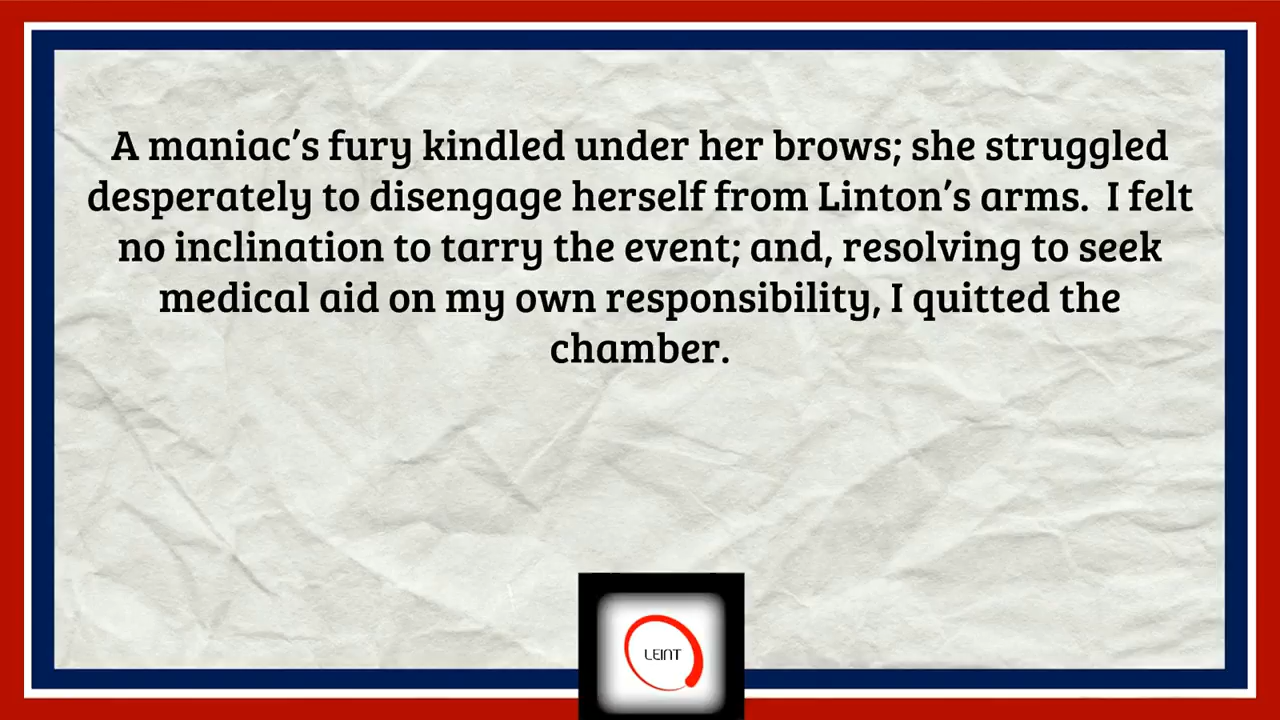 A maniac’s fury kindled under her brows; she struggled
desperately to disengage herself from Linton’s arms.  I felt
no inclination to tarry the event; and, resolving to seek
medical aid on my own responsibility, I quitted the
chamber.
LEINT